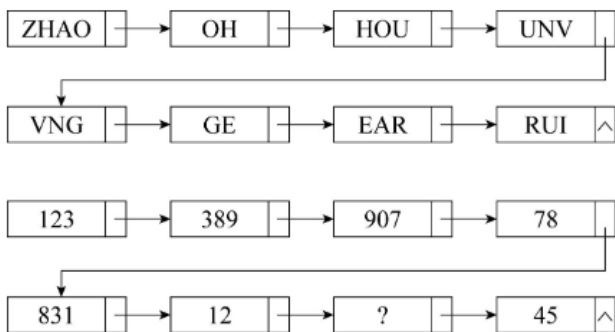 ZHAO OH HOU UNV
VNG GE EAR RUI ^
123 389 907 78
831 12 ? 45 ^